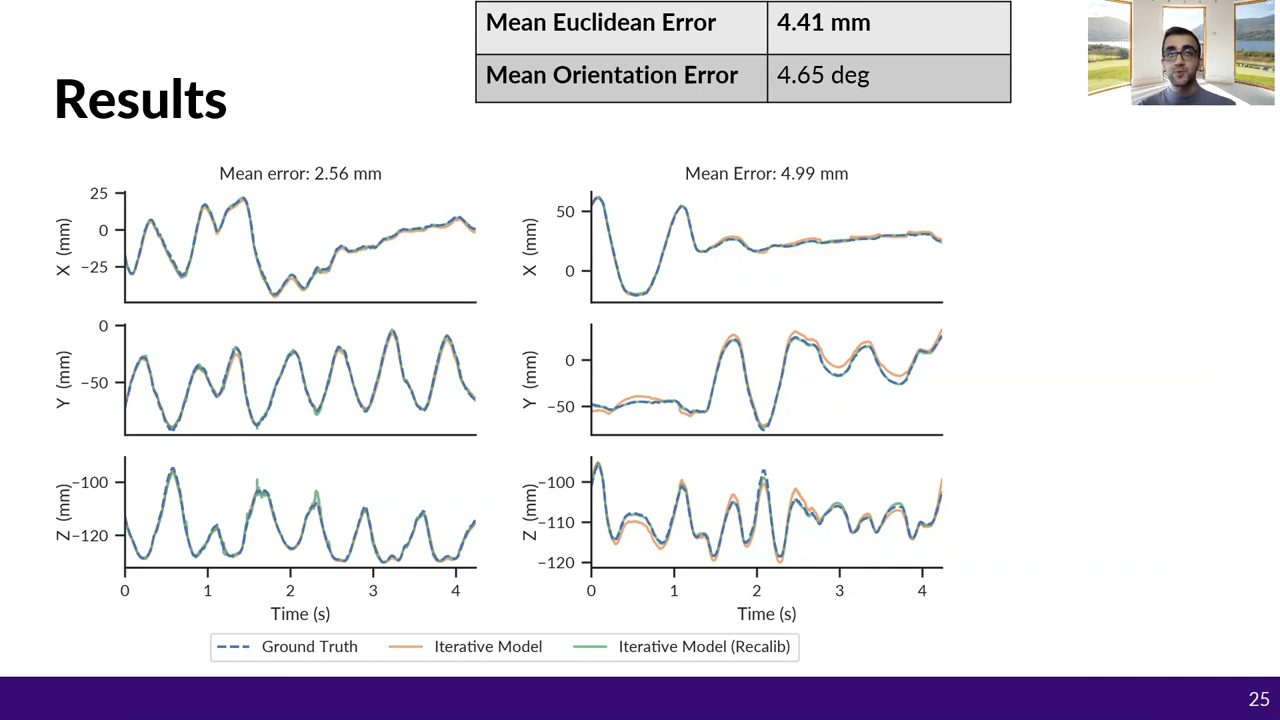 Mean Euclidean Error 4.41 mm
Mean Orientation Error 4.65 deg
Results
Mean error: 2.56 mm
25
0
−25
X (mm)
0
−50
Y (mm)
−100
−120
Z (mm)
0 1 2 3 4
Time (s)
Mean Error: 4.99 mm
50
0
X (mm)
0
−50
Y (mm)
−100
−110
−120
Z (mm)
0 1 2 3 4
Time (s)
Ground Truth Iterative Model Iterative Model (Recalib)
25